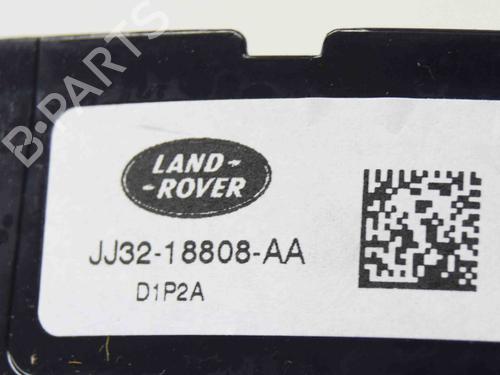 B-PARTS
LAND-
-ROVER
JJ32-18808-AA
D1P2A